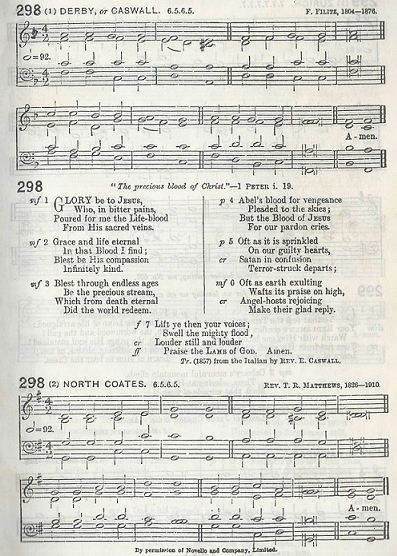 298 (1) DERBY, or CASWALL. 6.5.6.5. F. FILITZ, 1804—1876.
=92.
A - men.
298 "The precious blood of Christ."—1 PETER i. 19.
mf 1 GLORY be to JESUS,
Who, in bitter pains,
Poured for me the Life-blood
From His sacred veins.
mf 2 Grace and life eternal
In that Blood I find;
Blest be His compassion
Infinitely kind.
mf 3 Blest through endless ages
Be the precious stream,
Which from death eternal
Did the world redeem.
p 4 Abel's blood for vengeance
Pleaded to the skies;
But the Blood of JESUS
For our pardon cries.
p 5 Oft as it is sprinkled
On our guilty hearts,
cr Satan in confusion
Terror-struck departs;
mf 6 Oft as earth exulting
Wafts its praise on high,
cr Angel-hosts rejoicing
Make their glad reply.
f 7 Lift ye then your voices;
Swell the mighty flood,
cr Louder still and louder
ff Praise the LAMB of GOD. Amen.
Tr. (1857) from the Italian by REV. E. CASWALL.
298 (2) NORTH COATES. 6.5.6.5. REV. T. R. MATTHEWS, 1826-1910.
=92.
A - men.
By permission of Novello and Company, Limited.